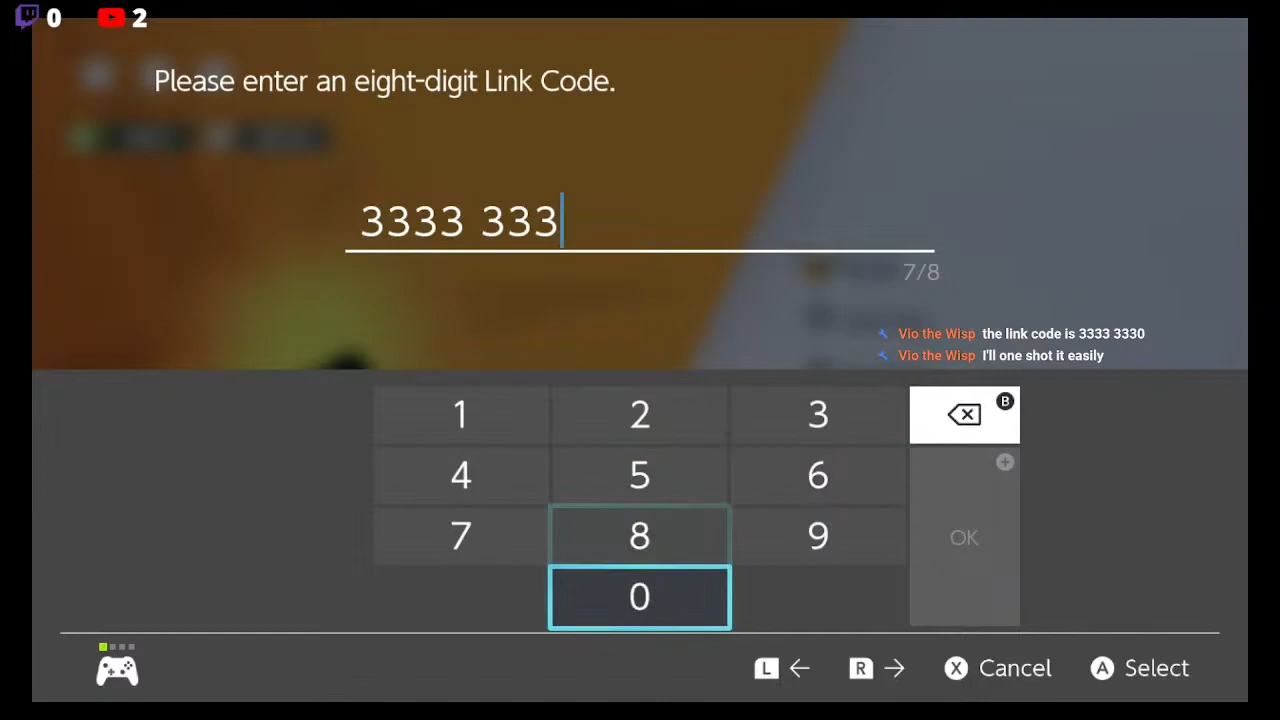 0 2
Please enter an eight-digit Link Code.
3333 333
7/8
Vio the Wisp the link code is 3333 3330
Vio the Wisp I'll one shot it easily
1 2 3 B
4 5 6 +
7 8 9 OK
0
L ← R → X Cancel A Select